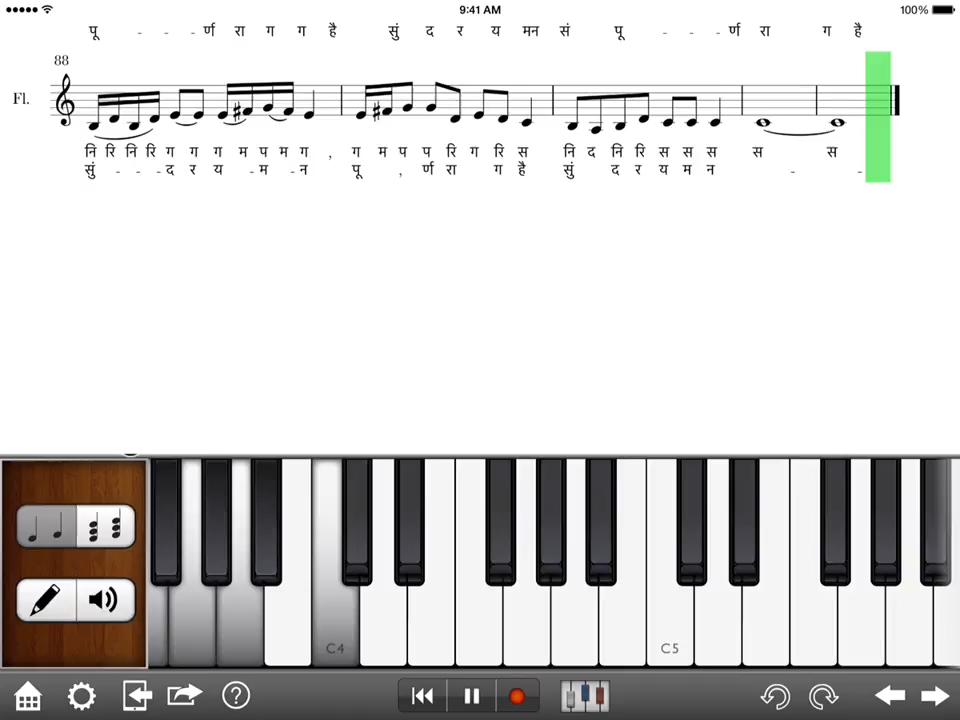 9:41 AM 100%
पू - - - र्ण रा ग ग है सुं द र य मन सं पू - - - र्ण रा ग है
88
Fl.
नि रि नि रि ग ग ग म प म ग , ग म प प रि ग रि स नि द नि रि स स स स स
सुं - - - द र य - म - न पू , र्ण रा ग है सुं द र य म न - -
C4 C5